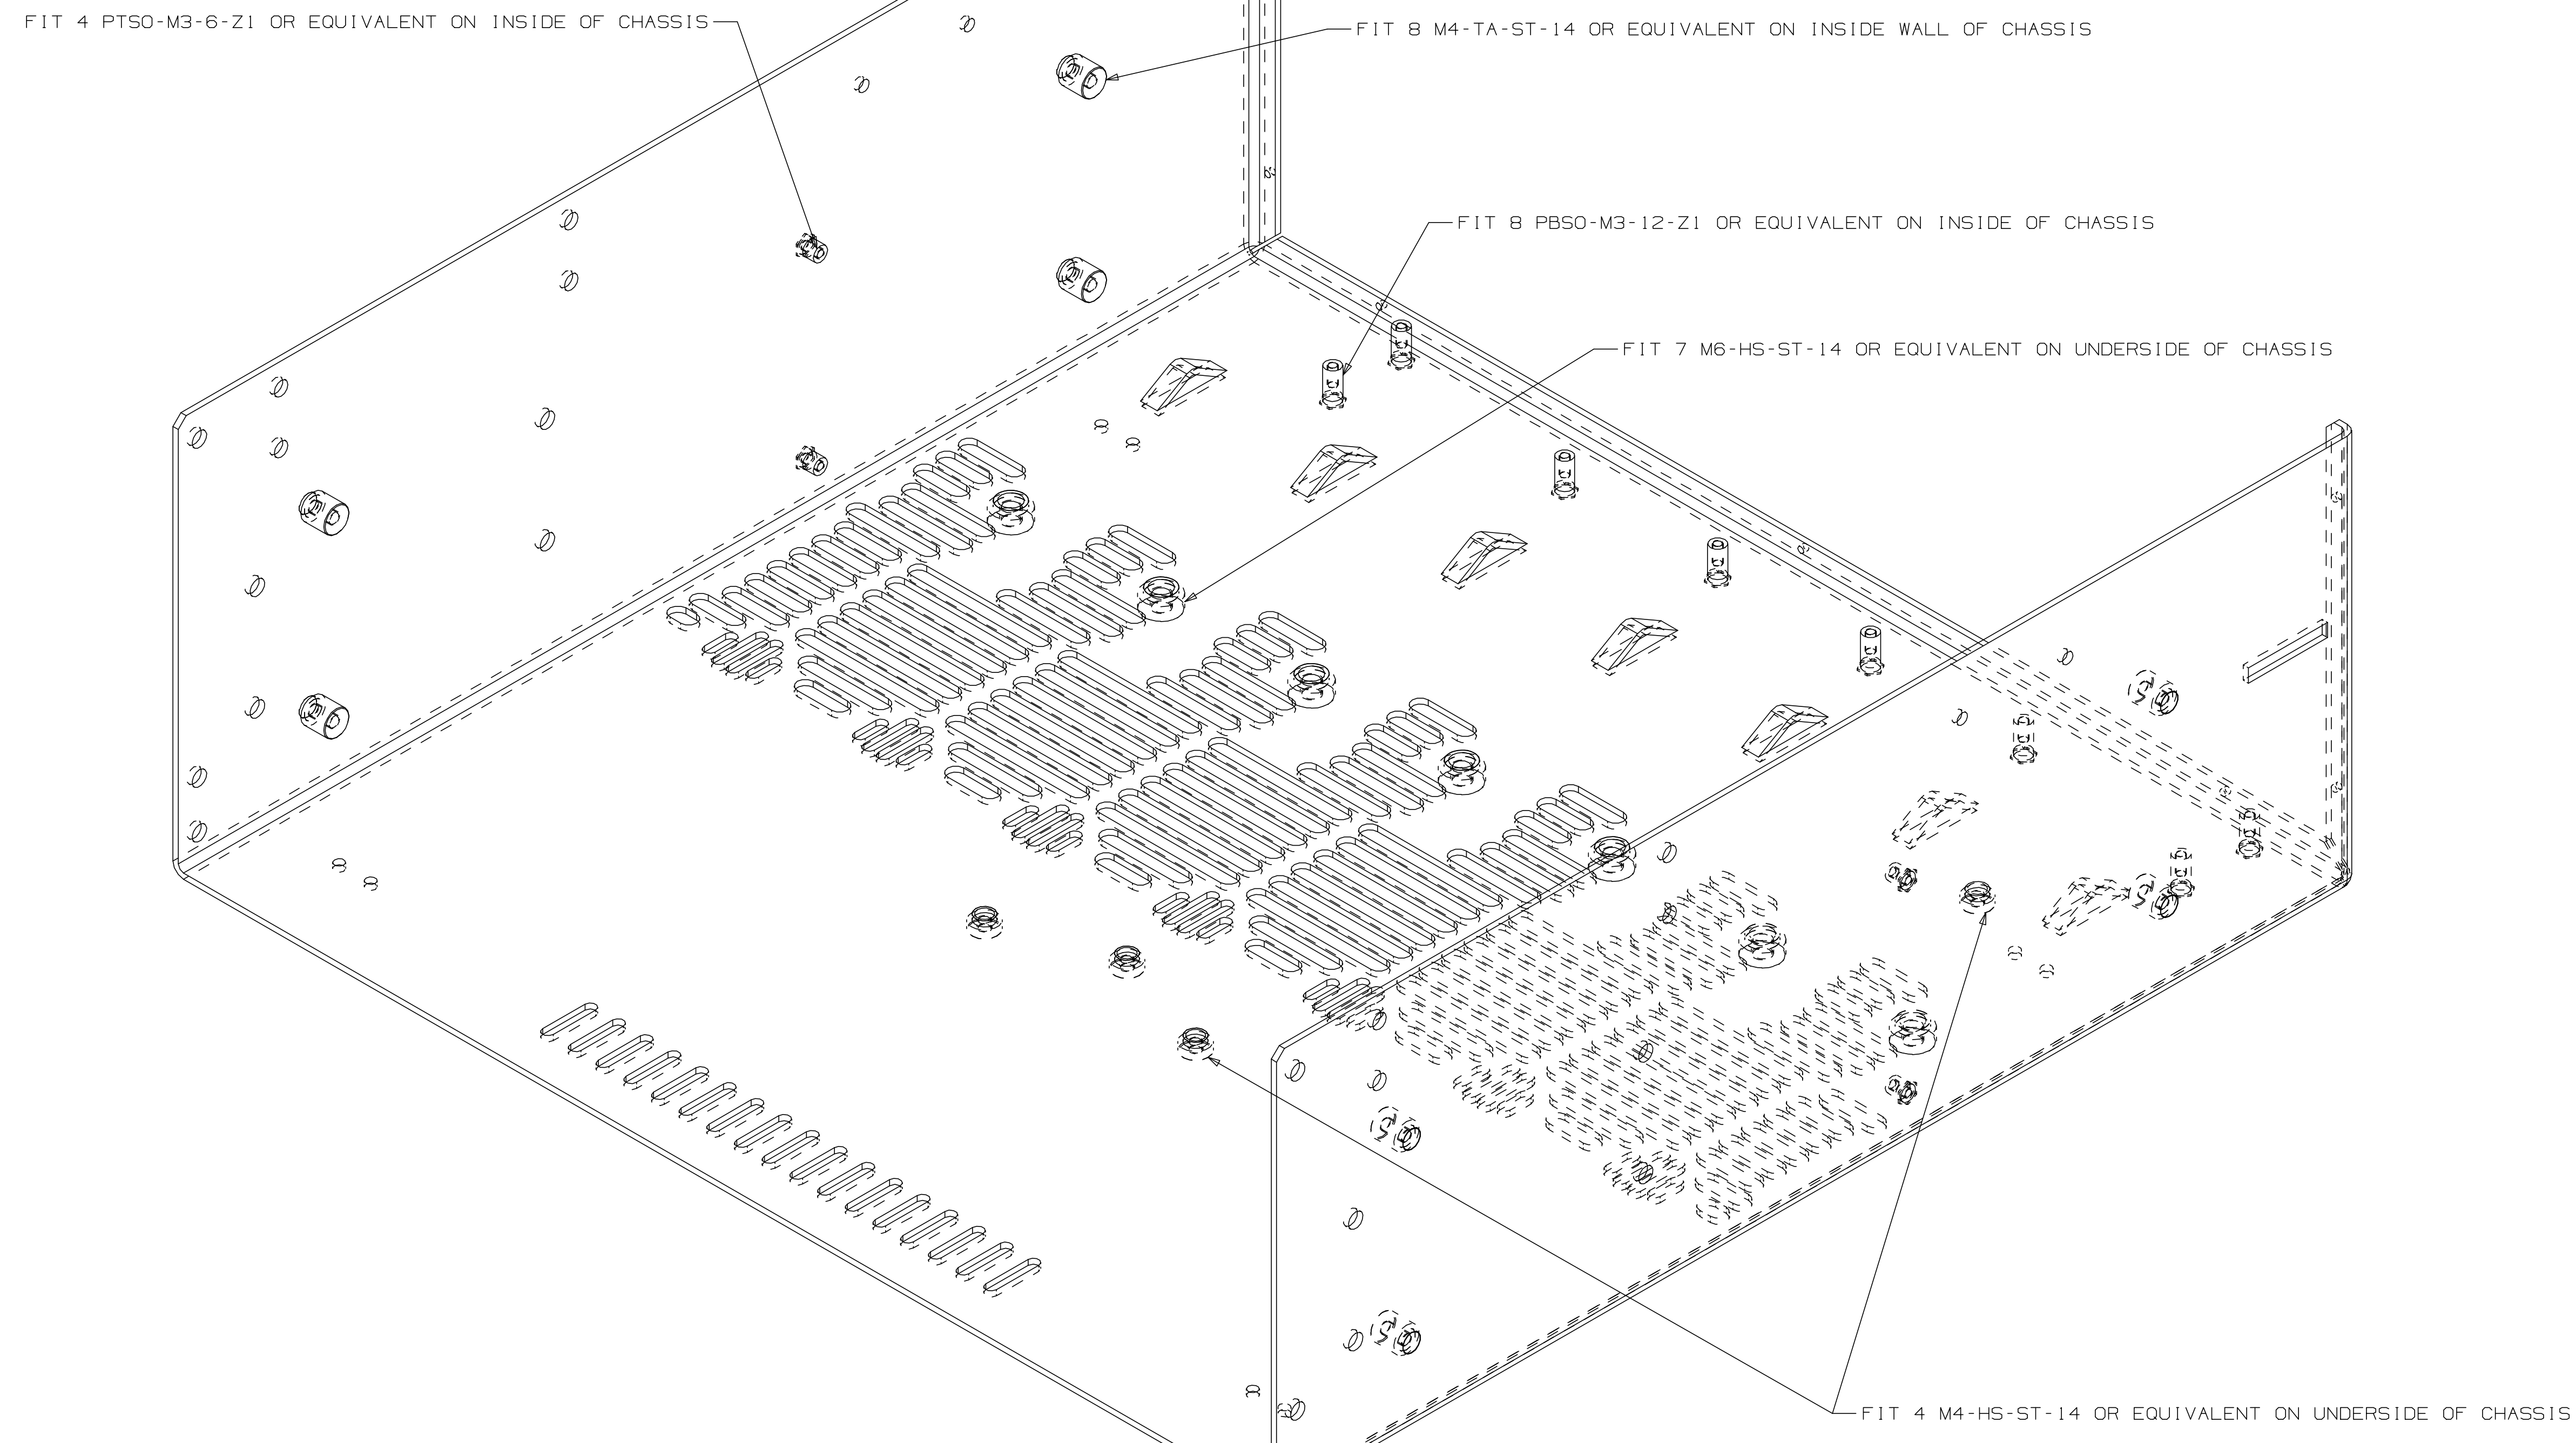 FIT 4 PTSO-M3-6-Z1 OR EQUIVALENT ON INSIDE OF CHASSIS
FIT 8 M4-TA-ST-14 OR EQUIVALENT ON INSIDE WALL OF CHASSIS
FIT 8 PBSO-M3-12-Z1 OR EQUIVALENT ON INSIDE OF CHASSIS
FIT 7 M6-HS-ST-14 OR EQUIVALENT ON UNDERSIDE OF CHASSIS
FIT 4 M4-HS-ST-14 OR EQUIVALENT ON UNDERSIDE OF CHASSIS